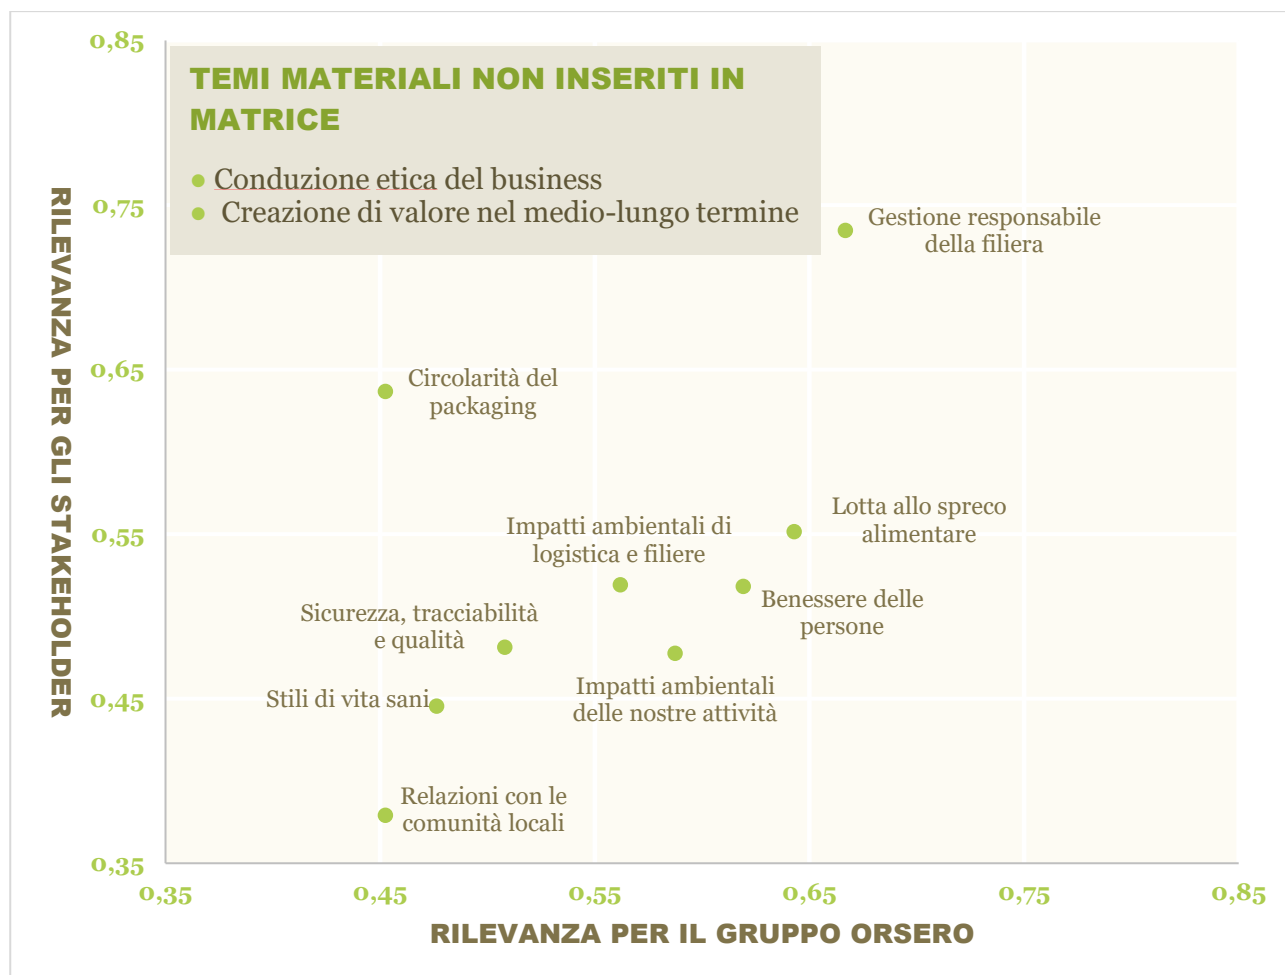 0,85
TEMI MATERIALI NON INSERITI IN
MATRICE
Conduzione etica del business
Creazione di valore nel medio-lungo termine
0,75
Gestione responsabile
della filiera
RILEVANZA PER GLI STAKEHOLDER
0,65
Circolarità del
packaging
Lotta allo spreco
alimentare
0,55
Impatti ambientali di
logistica e filiere
Benessere delle
persone
Sicurezza, tracciabilità
e qualità
Stili di vita sani
0,45
Impatti ambientali
delle nostre attività
Relazioni con le
comunità locali
0,35
0,35
0,45
0,55
0,65
0,75
0,85
RILEVANZA PER IL GRUPPO ORSERO